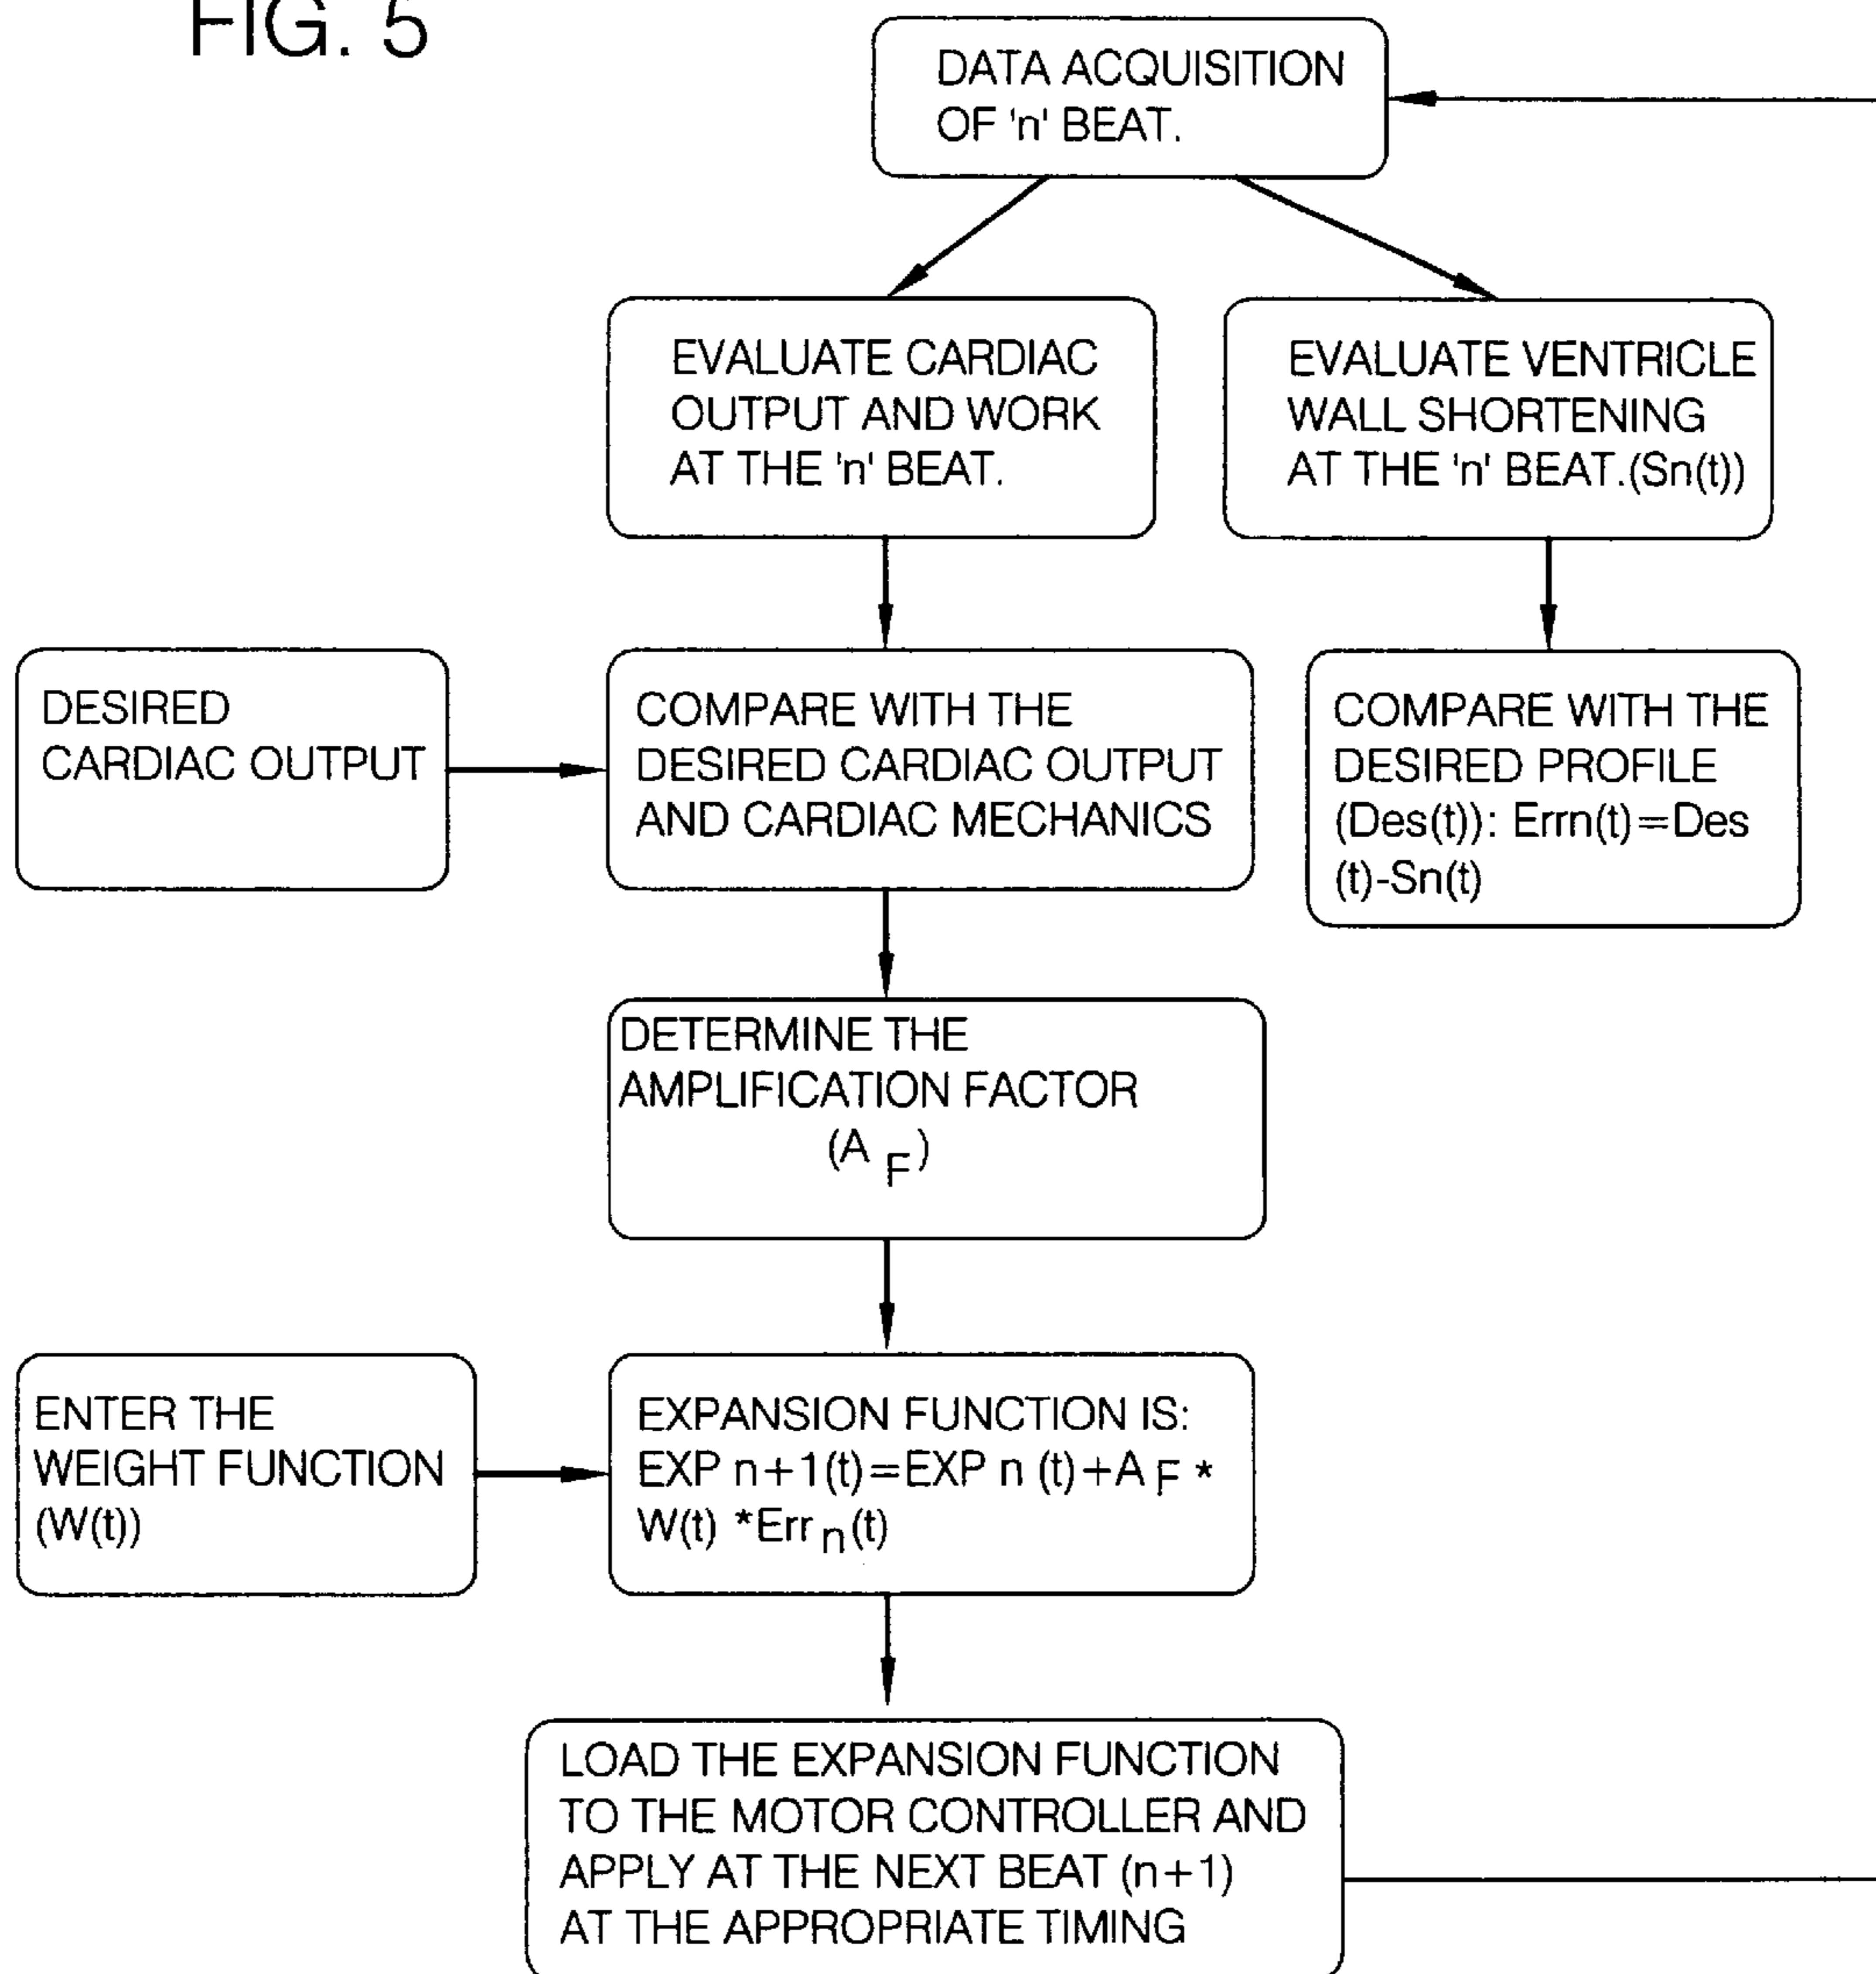 FIG. 5
DATA ACQUISITION
OF 'n' BEAT.
EVALUATE CARDIAC
OUTPUT AND WORK
AT THE 'n' BEAT.
EVALUATE VENTRICLE
WALL SHORTENING
AT THE 'n' BEAT.(Sn(t))
DESIRED
CARDIAC OUTPUT
COMPARE WITH THE
DESIRED CARDIAC OUTPUT
AND CARDIAC MECHANICS
COMPARE WITH THE
DESIRED PROFILE
(Des(t)): Errn(t)=Des
(t)-Sn(t)
DETERMINE THE
AMPLIFICATION FACTOR
(A F)
ENTER THE
WEIGHT FUNCTION
(W(t))
EXPANSION FUNCTION IS:
EXP n+1(t)=EXP n (t)+A F *
W(t) *Err n (t)
LOAD THE EXPANSION FUNCTION
TO THE MOTOR CONTROLLER AND
APPLY AT THE NEXT BEAT (n+1)
AT THE APPROPRIATE TIMING